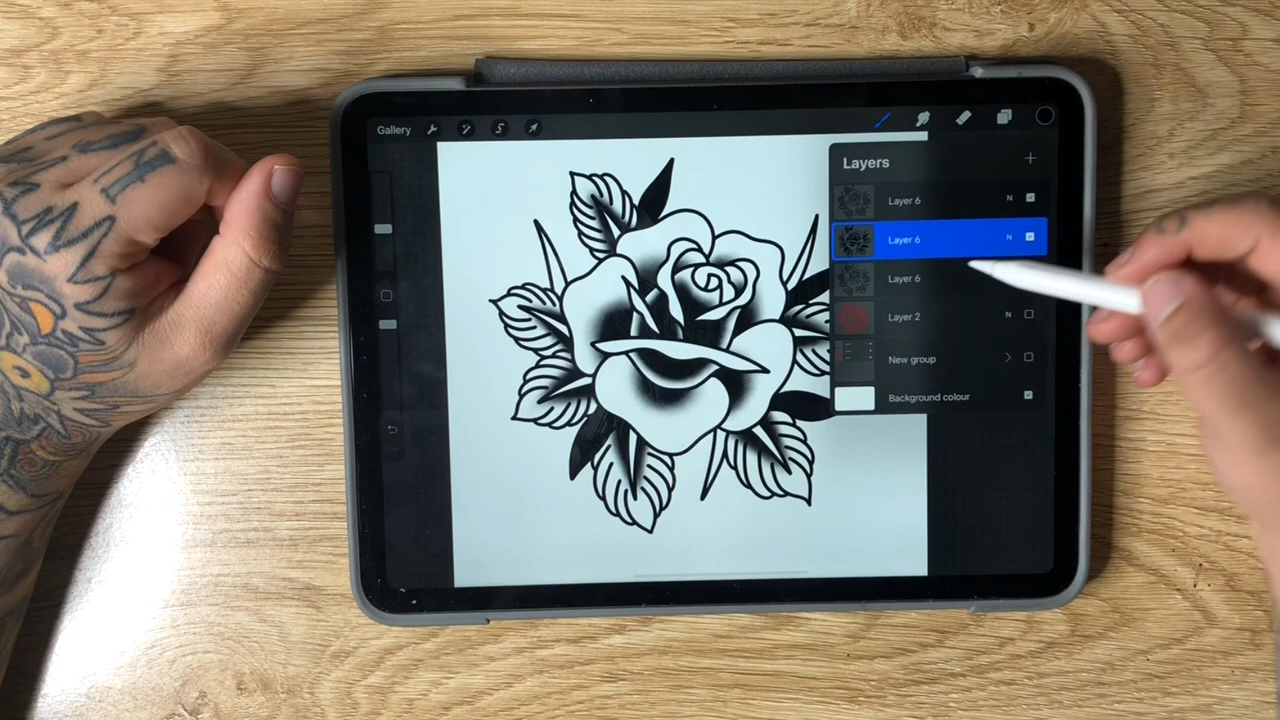 Gallery
Layers
Layer 6 N
Layer 6 N
Layer 6
Layer 2 N
New group
Background colour